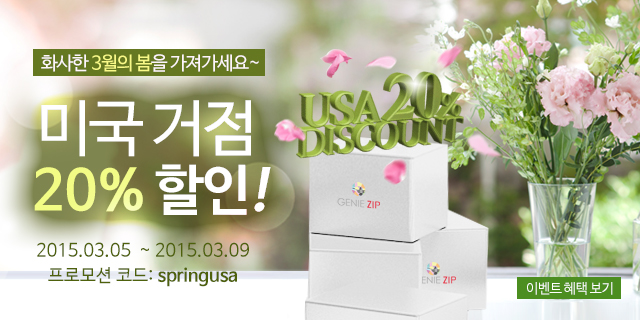 화사한 3월의 봄을 가져가세요~
미국 거점
20% 할인!
2015.03.05 ~ 2015.03.09
프로모션 코드: springusa
USA 20%
DISCOUNT
GENIE ZIP
ENIE ZIP
이벤트 혜택 보기